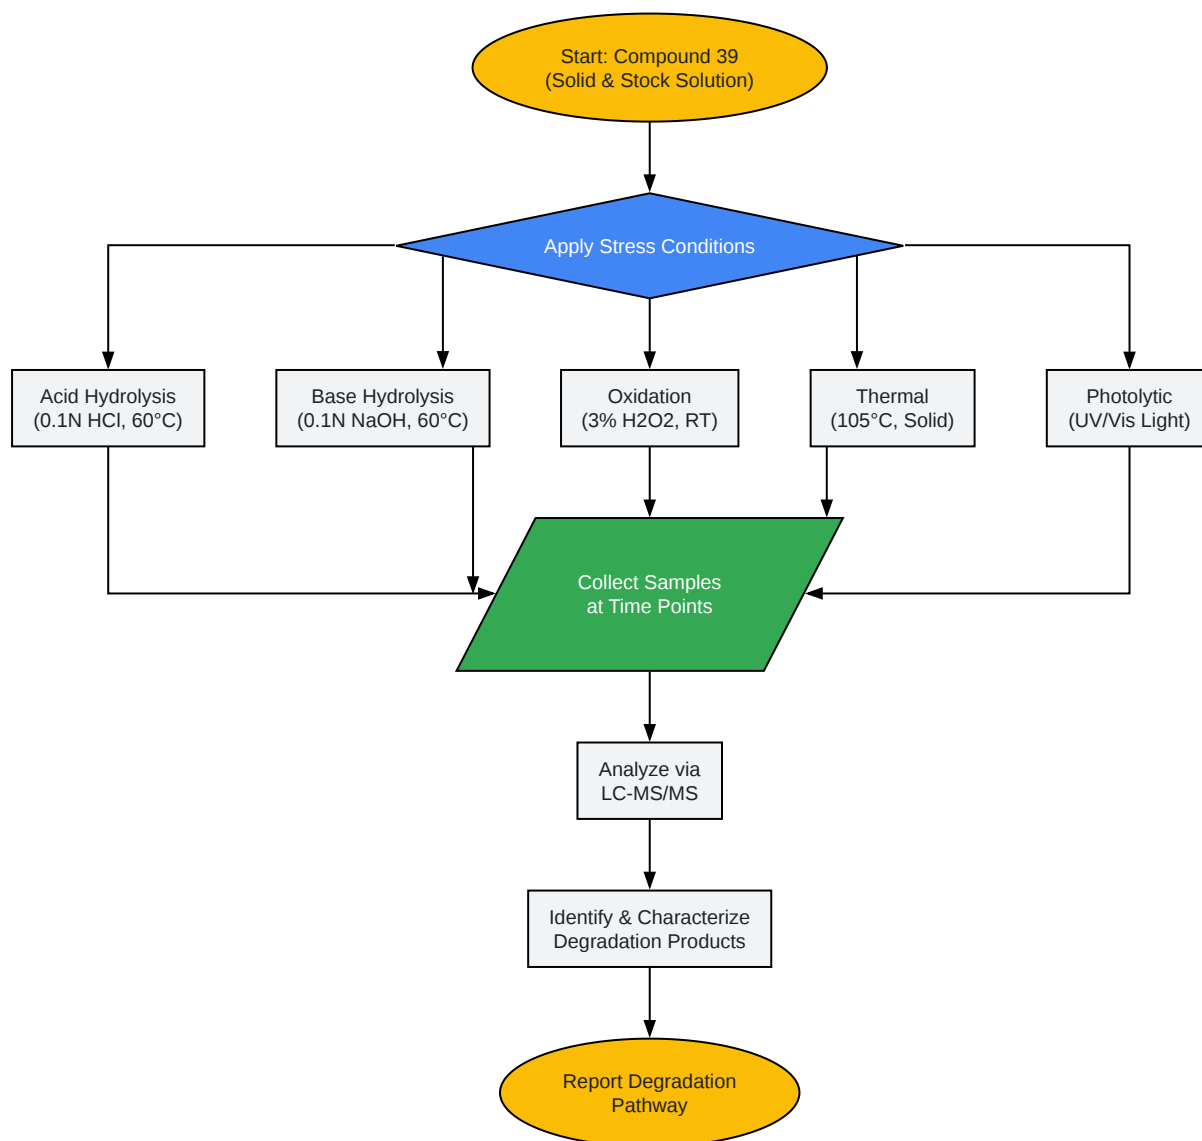 Start: Compound 39
(Solid & Stock Solution)
Apply Stress Conditions
Acid Hydrolysis
(0.1N HCl, 60°C)
Base Hydrolysis
(0.1N NaOH, 60°C)
Oxidation
(3% H2O2, RT)
Thermal
(105°C, Solid)
Photolytic
(UV/Vis Light)
Collect Samples
at Time Points
Analyze via
LC-MS/MS
Identify & Characterize
Degradation Products
Report Degradation
Pathway